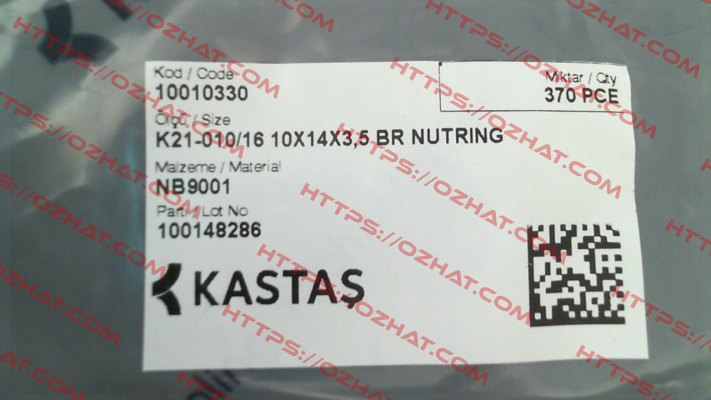 Kod / Code
10010330
Miktar / Qty
370 PCE
Ölçü / Size
K21-010/16 10X14X3,5 BR NUTRING
Malzeme / Material
NB9001
Parti / Lot No
100148286
KASTAŞ
HTTPS://OZHAT.COM